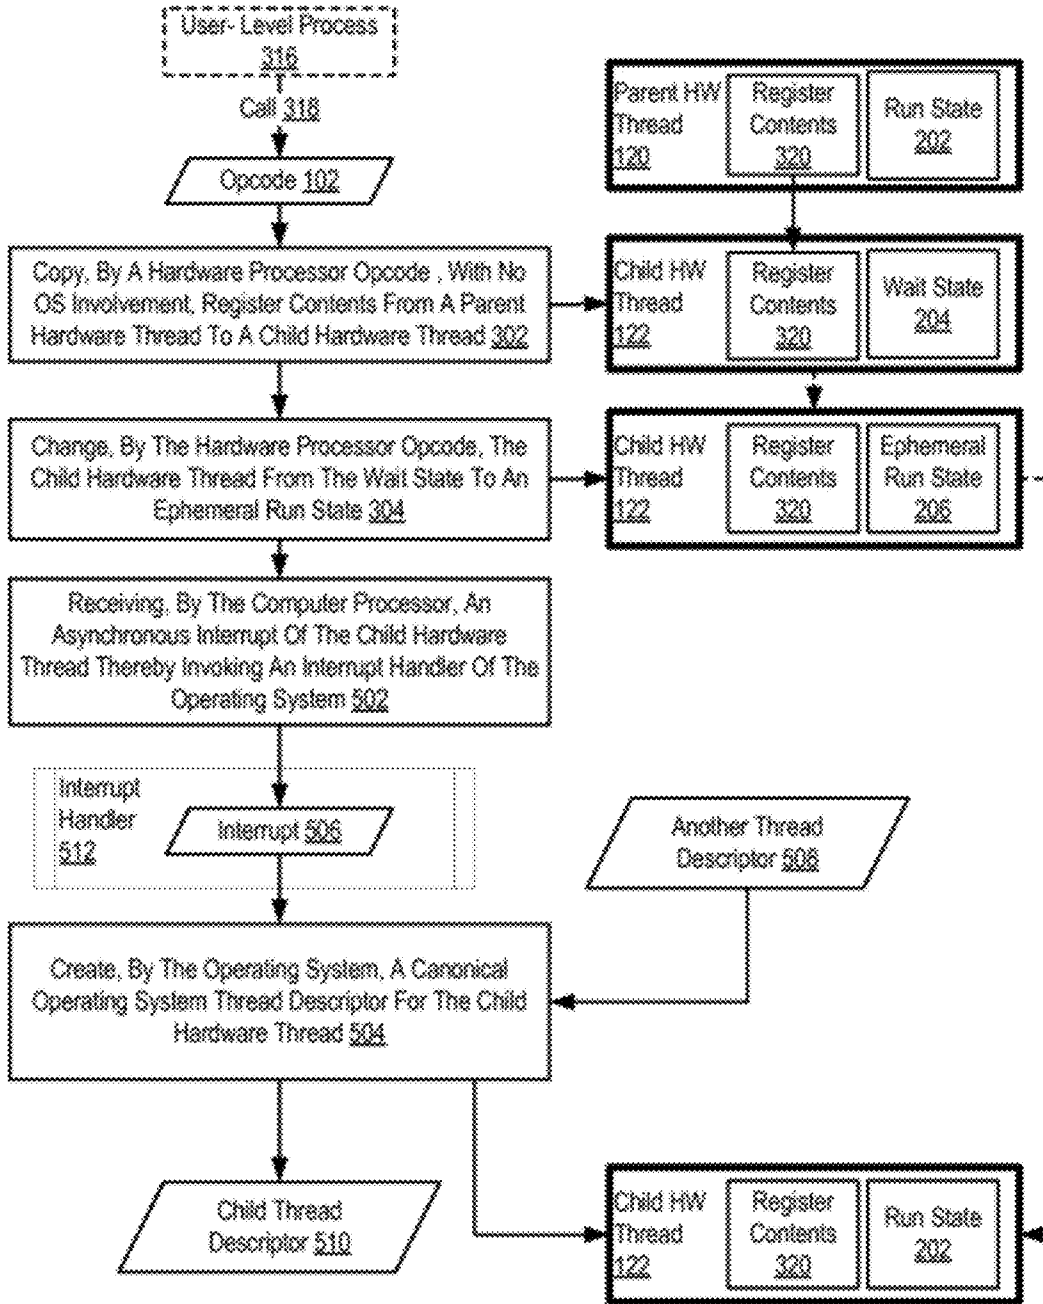 User- Level Process
316
Call 318
Opcode 102
Parent HW
Thread
120
Register
Contents
320
Run State
202
Copy, By A Hardware Processor Opcode , With No
OS Involvement, Register Contents From A Parent
Hardware Thread To A Child Hardware Thread 302
Child HW
Thread
122
Register
Contents
320
Wait State
204
Change, By The Hardware Processor Opcode, The
Child Hardware Thread From The Wait State To An
Ephemeral Run State 304
Child HW
Thread
122
Register
Contents
320
Ephemeral
Run State
206
Receiving, By The Computer Processor, An
Asynchronous Interrupt Of The Child Hardware
Thread Thereby Invoking An Interrupt Handler Of The
Operating System 502
Interrupt
Handler
512
Interrupt 506
Another Thread
Descriptor 508
Create, By The Operating System, A Canonical
Operating System Thread Descriptor For The Child
Hardware Thread 504
Child Thread
Descriptor 510
Child HW
Thread
122
Register
Contents
320
Run State
202